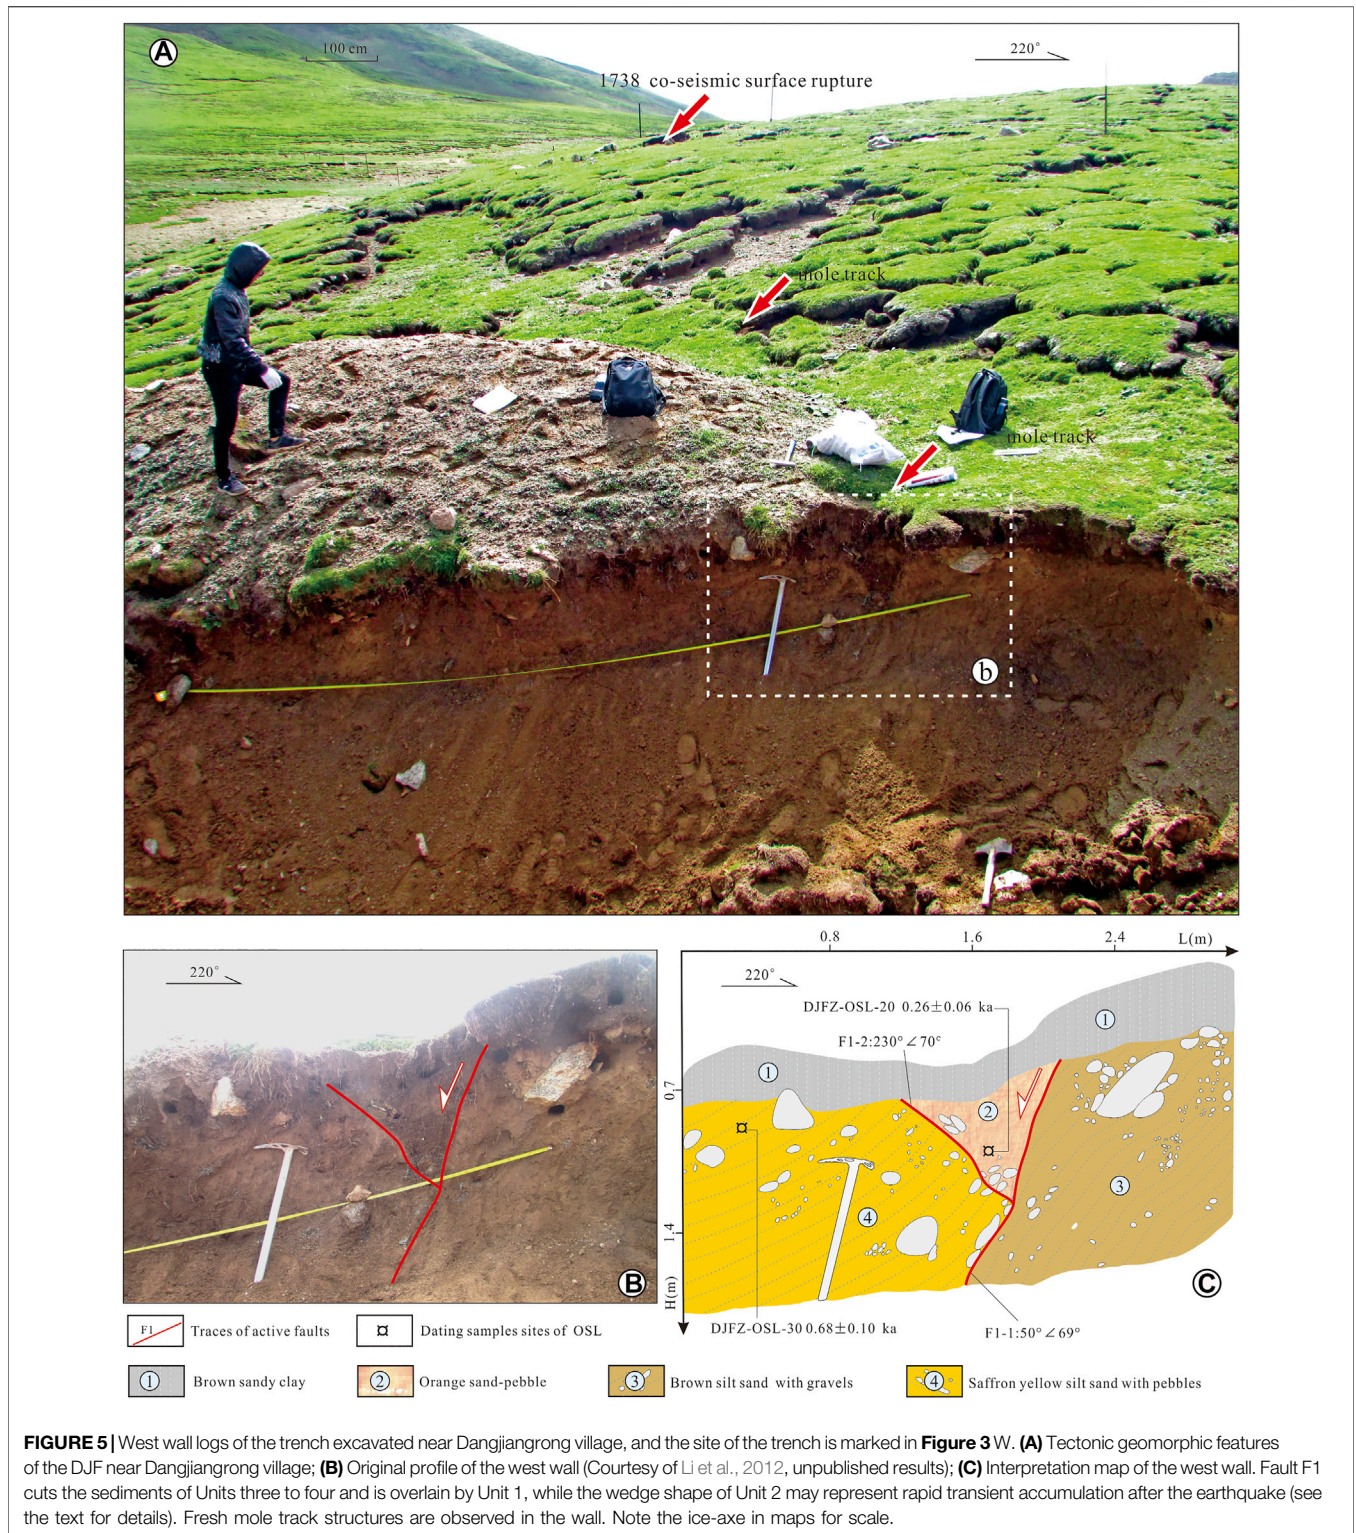 A
100 cm
220°
1738 co-seismic surface rupture
mole track
mole track
b
220°
B
0.8 1.6 2.4 L(m)
220°
DJFZ-OSL-20 0.26±0.06 ka
F1-2:230°∠70°
1
1
2
3
4
0.7
1.4
H(m)
C
DJFZ-OSL-30 0.68±0.10 ka
F1-1:50°∠69°
F1 Traces of active faults
¤ Dating samples sites of OSL
1 Brown sandy clay
2 Orange sand-pebble
3 Brown silt sand with gravels
4 Saffron yellow silt sand with pebbles
FIGURE 5 | West wall logs of the trench excavated near Dangjiangrong village, and the site of the trench is marked in Figure 3 W. (A) Tectonic geomorphic features
of the DJF near Dangjiangrong village; (B) Original profile of the west wall (Courtesy of Li et al., 2012, unpublished results); (C) Interpretation map of the west wall. Fault F1
cuts the sediments of Units three to four and is overlain by Unit 1, while the wedge shape of Unit 2 may represent rapid transient accumulation after the earthquake (see
the text for details). Fresh mole track structures are observed in the wall. Note the ice-axe in maps for scale.